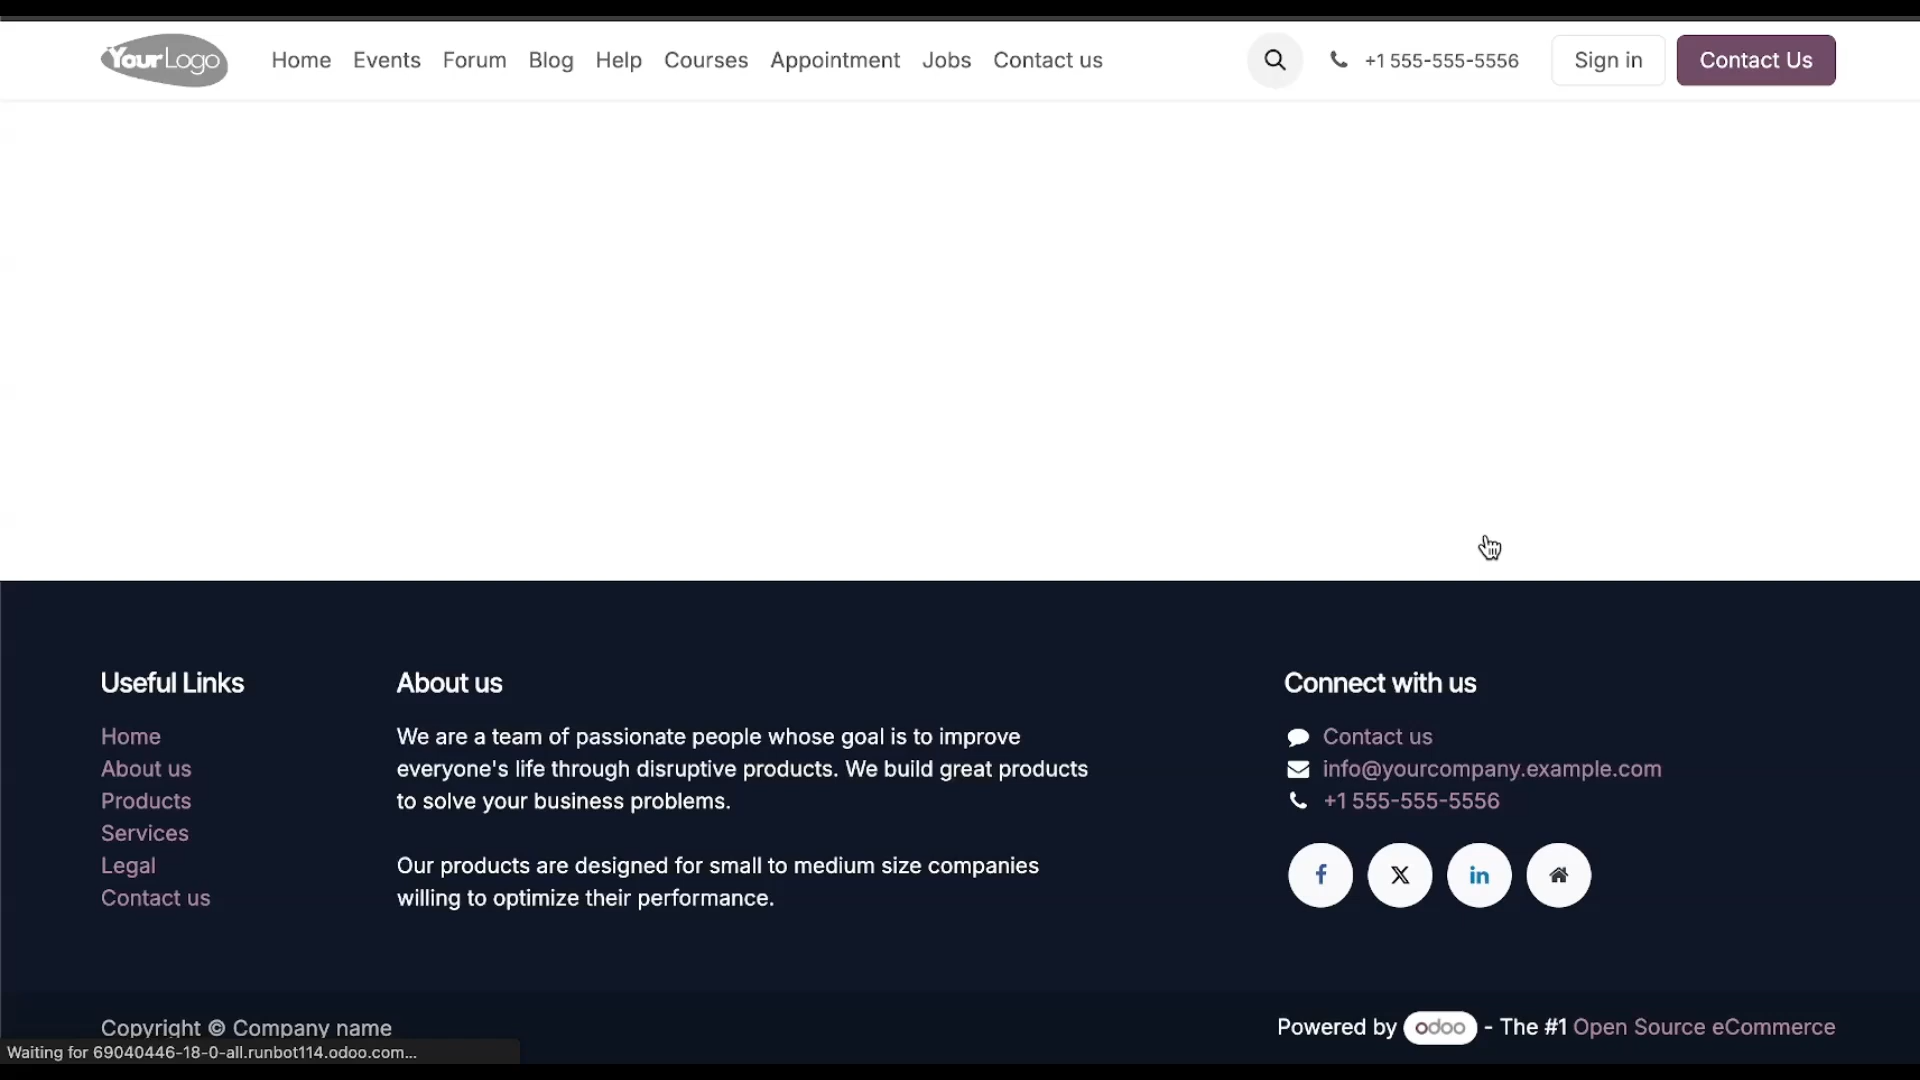 YourLogo
Home Events Forum Blog Help Courses Appointment Jobs Contact us
+1 555-555-5556
Sign in
Contact Us
Useful Links
Home
About us
Products
Services
Legal
Contact us
About us
We are a team of passionate people whose goal is to improve
everyone's life through disruptive products. We build great products
to solve your business problems.
Our products are designed for small to medium size companies
willing to optimize their performance.
Connect with us
Contact us
info@yourcompany.example.com
+1 555-555-5556
Copyright © Company name
Powered by odoo - The #1 Open Source eCommerce
Waiting for 69040446-18-0-all.runbot114.odoo.com...